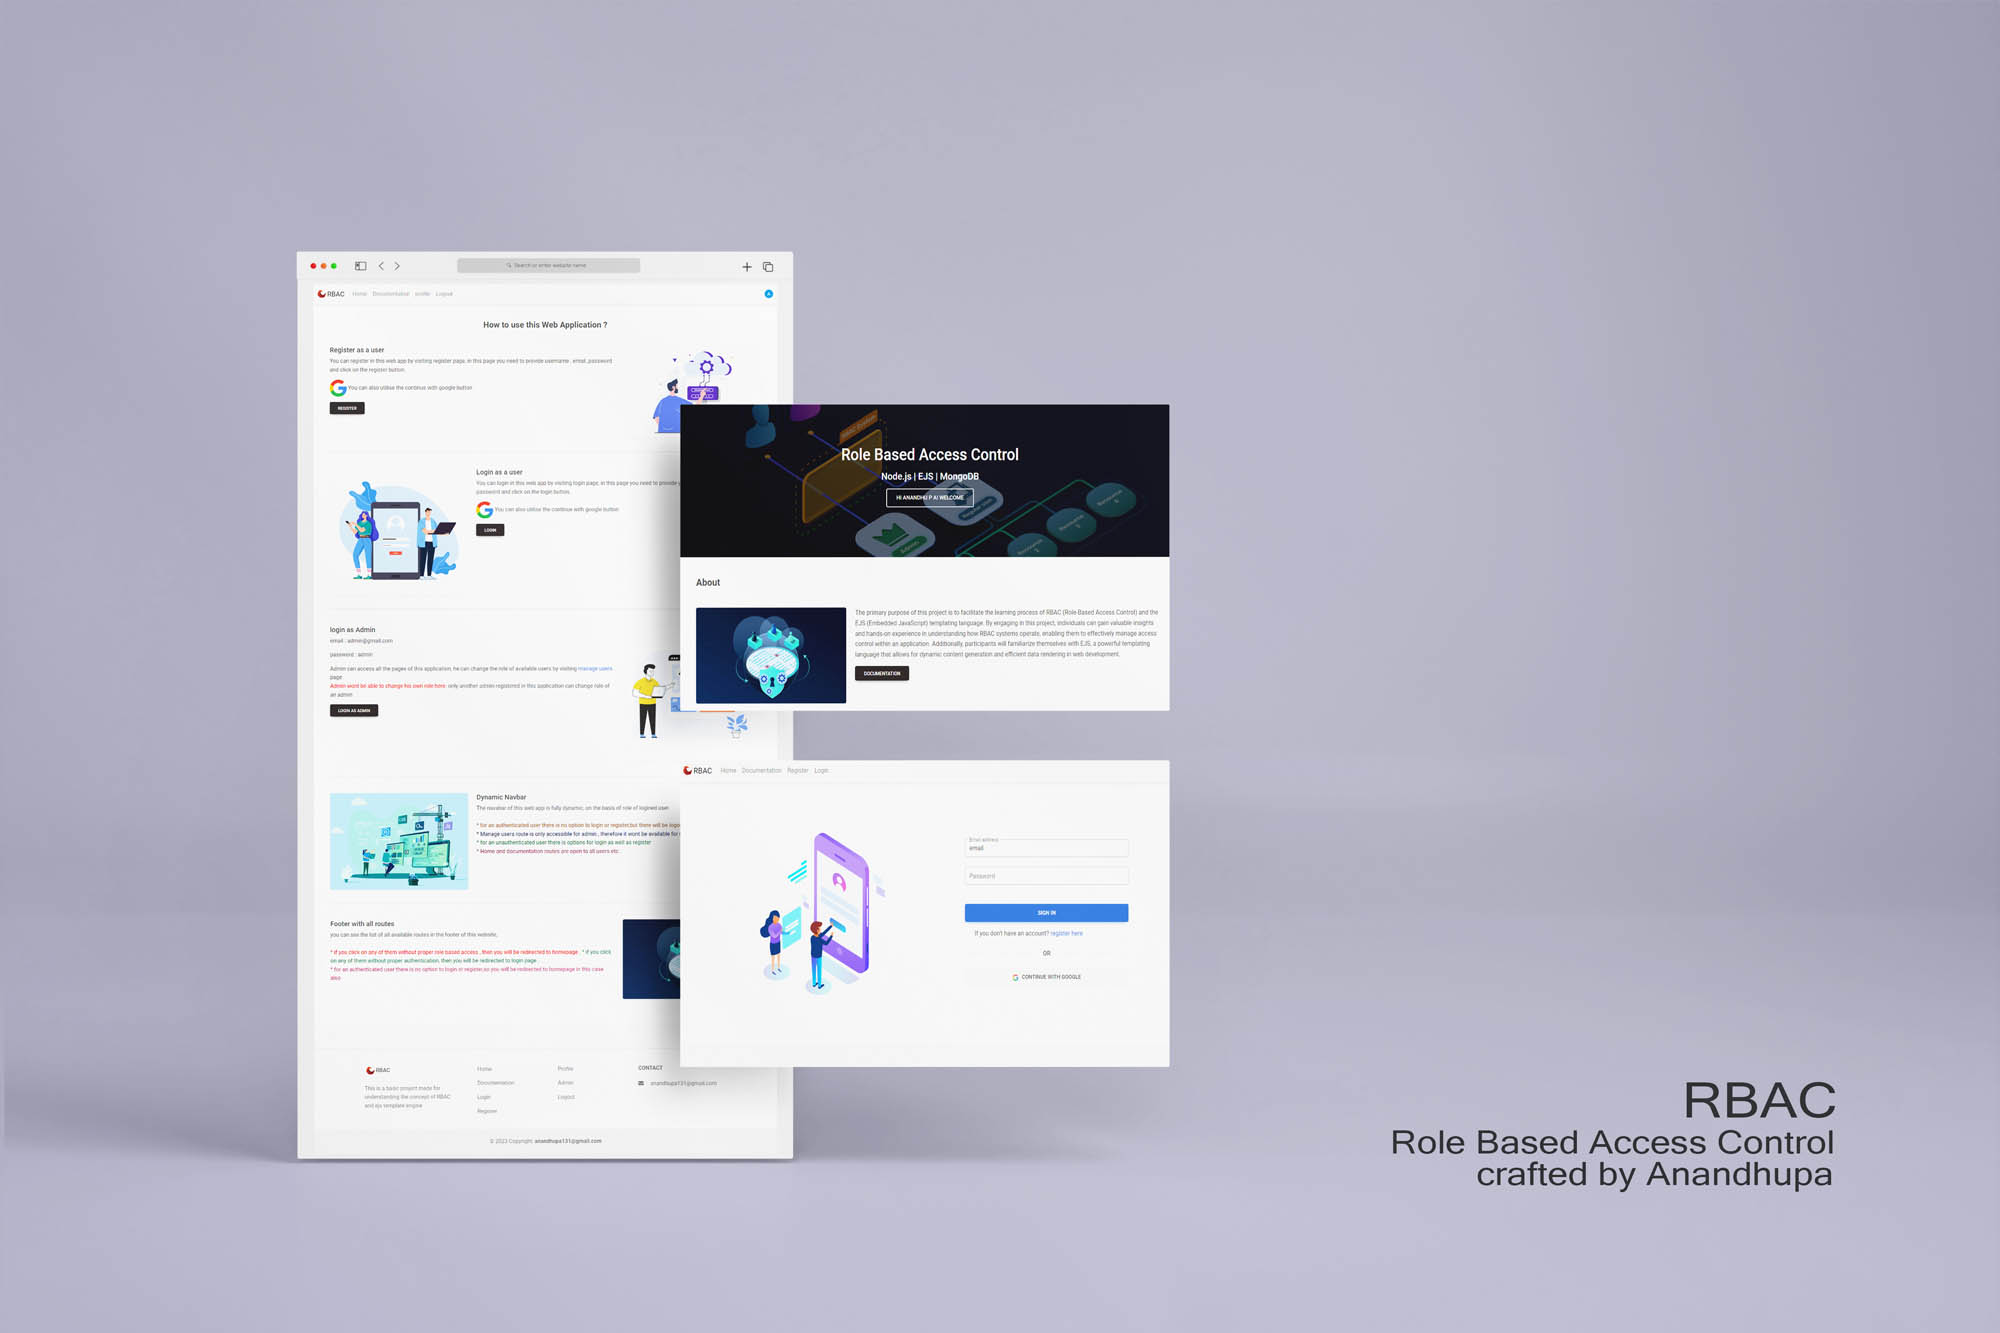 Search or enter website name
RBAC Home Documentation profile Logout
How to use this Web Application ?
Register as a user
You can register in this web app by visiting register page, in this page you need to provide username , email ,password
and click on the register button.
You can also utilise the continue with google button
REGISTER
Login as a user
You can login in this web app by visiting login page, in this page you need to provide
password and click on the login button.
You can also utilise the continue with google button
LOGIN
login as Admin
email : admin@gmail.com
password : admin
Admin can access all the pages of this application, he can change the role of available users by visiting manage users
page
Admin wont be able to change his own role here only another admin registered in this application can change role of
an admin
LOGIN AS ADMIN
Dynamic Navbar
The navabar of this web app is fully dynamic, on the basis of role of logined user.
* for an authenticated user there is no option to login or register,but there will be
* Manage users route is only accessible for admin , therefore it wont be available for
* for an unauthenticated user there is options for login as well as register
* Home and documentation routes are open to all users etc..
Footer with all routes
you can see the list of all available routes in the footer of this website,
* if you click on any of them without proper role based access , then you will be redirected to homepage . * if you click
on any of them without proper authentication, then you will be redirected to login page . .
* for an authenticated user there is no option to login or register,so you will be redirected to homepage in this case
also
RBAC
This is a basic project made for
understanding the concept of RBAC
and ejs template engine
Home
Documentation
Login
Register
Profile
Admin
Logout
CONTACT
anandhupa131@gmail.com
© 2023 Copyright: anandhupa131@gmail.com
RBAC System
Role Based Access Control
Node.js | EJS | MongoDB
HI ANANDHU P A! WELCOME
Admin
About
The primary purpose of this project is to facilitate the learning process of RBAC (Role-Based Access Control) and the
EJS (Embedded JavaScript) templating language. By engaging in this project, individuals can gain valuable insights
and hands-on experience in understanding how RBAC systems operate, enabling them to effectively manage access
control within an application. Additionally, participants will familiarize themselves with EJS, a powerful templating
language that allows for dynamic content generation and efficient data rendering in web development.
DOCUMENTATION
RBAC Home Documentation Register Login
Email address
email
Password
SIGN IN
If you don't have an account? register here
OR
CONTINUE WITH GOOGLE
RBAC
Role Based Access Control
crafted by Anandhupa